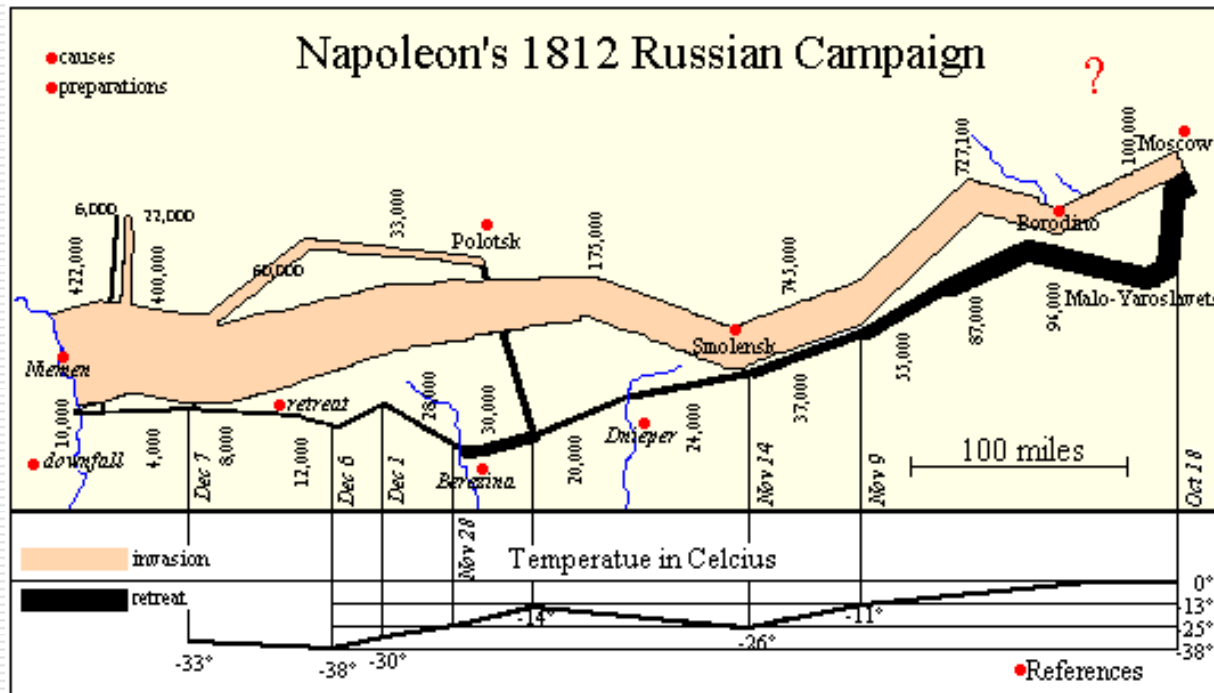 Napoleon's 1812 Russian Campaign
causes
preparations
?
Moscow
100,000
727,100
Borodino
6,000
22,000
33,000
Polotsk
422,000
400,000
60,000
175,000
745,000
Malo-Yaroslwets
Smolensk
Niemen
96,000
87,000
55,000
37,000
24,000
20,000
30,000
28,000
12,000
8,000
4,000
10,000
retreat
Dnieper
downfall
Berezina
100 miles
Dec 7
Dec 6
Dec 1
Nov 28
Nov 14
Nov 9
Oct 18
invasion
retreat
Temperatue in Celcius
0°
-13°
-25°
-38°
-11°
-14°
-26°
-30°
-38°
-33°
References